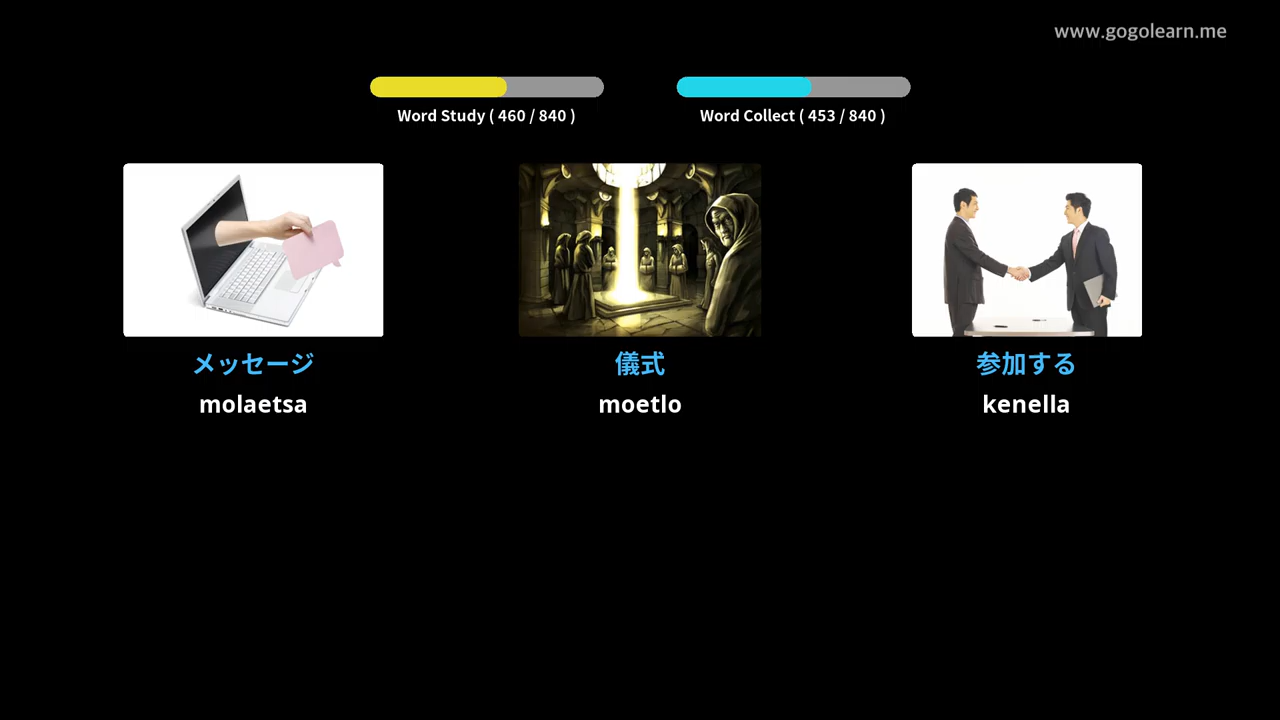 www.gogolearn.me
Word Study ( 460 / 840 )
Word Collect ( 453 / 840 )
メッセージ
molaetsa
儀式
moetlo
参加する
kenella